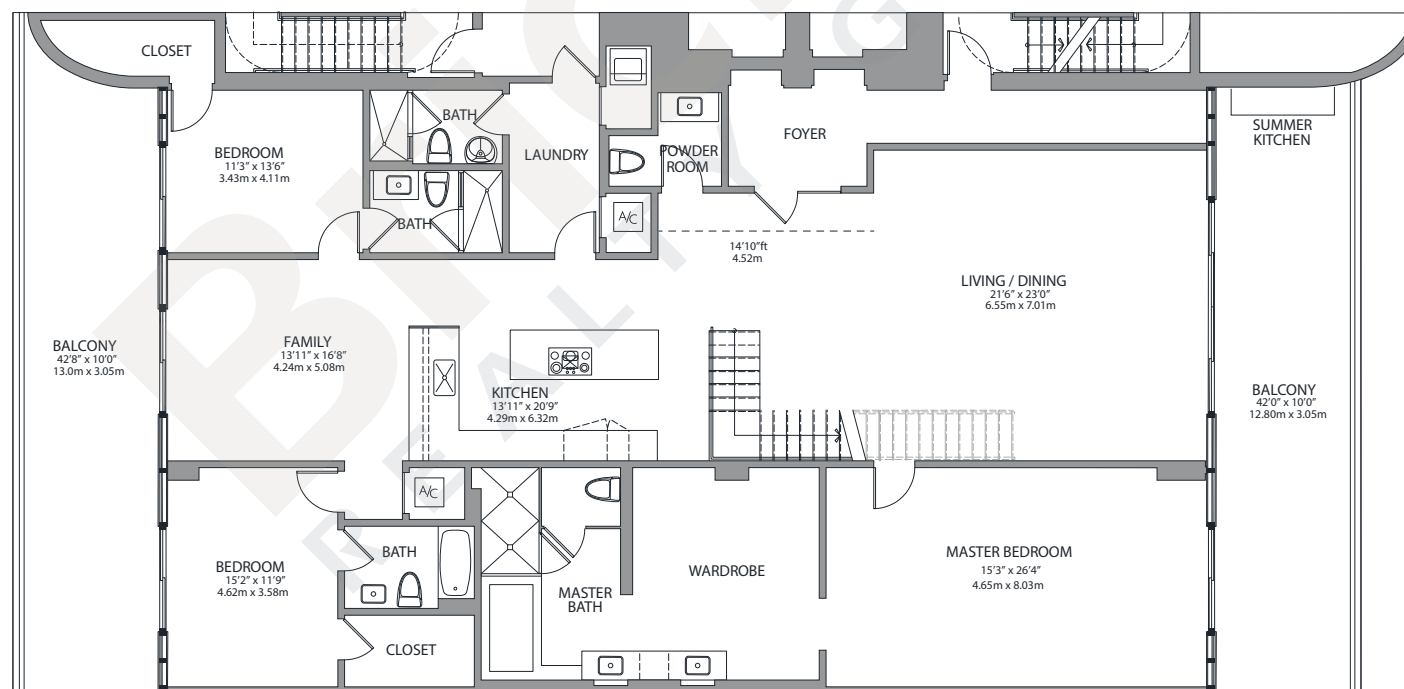 CLOSET
BATH
BEDROOM
11'3" x 13'6"
3.43m x 4.11m
LAUNDRY
POWDER
ROOM
FOYER
SUMMER
KITCHEN
BATH
A/C
14'10"ft
4.52m
LIVING / DINING
21'6" x 23'0"
6.55m x 7.01m
BALCONY
42'8" x 10'0"
13.0m x 3.05m
FAMILY
13'11" x 16'8"
4.24m x 5.08m
KITCHEN
13'11" x 20'9"
4.29m x 6.32m
BALCONY
42'0" x 10'0"
12.80m x 3.05m
A/C
BEDROOM
15'2" x 11'9"
4.62m x 3.58m
BATH
MASTER
BATH
WARDROBE
MASTER BEDROOM
15'3" x 26'4"
4.65m x 8.03m
CLOSET
REALTY